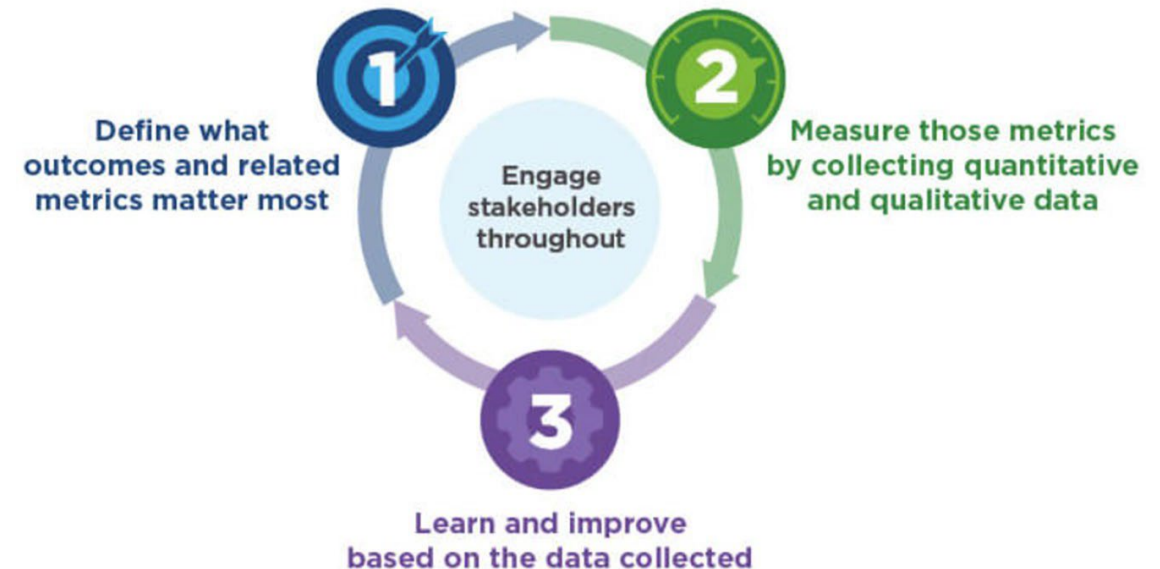 1
Define what
outcomes and related
metrics matter most
2
Measure those metrics
by collecting quantitative
and qualitative data
Engage
stakeholders
throughout
3
Learn and improve
based on the data collected